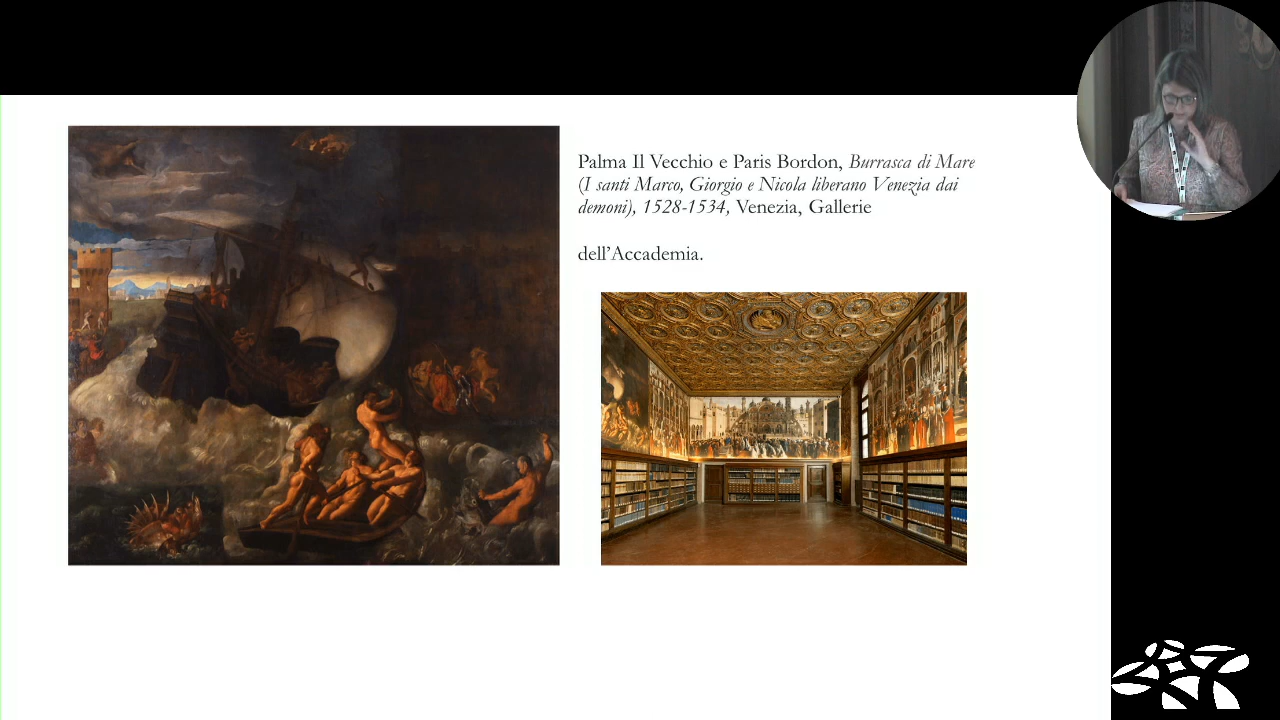 Palma Il Vecchio e Paris Bordon, Burrasca di Mare
(I santi Marco, Giorgio e Nicola liberano Venezia dai
demoni), 1528-1534, Venezia, Gallerie
dell’Accademia.